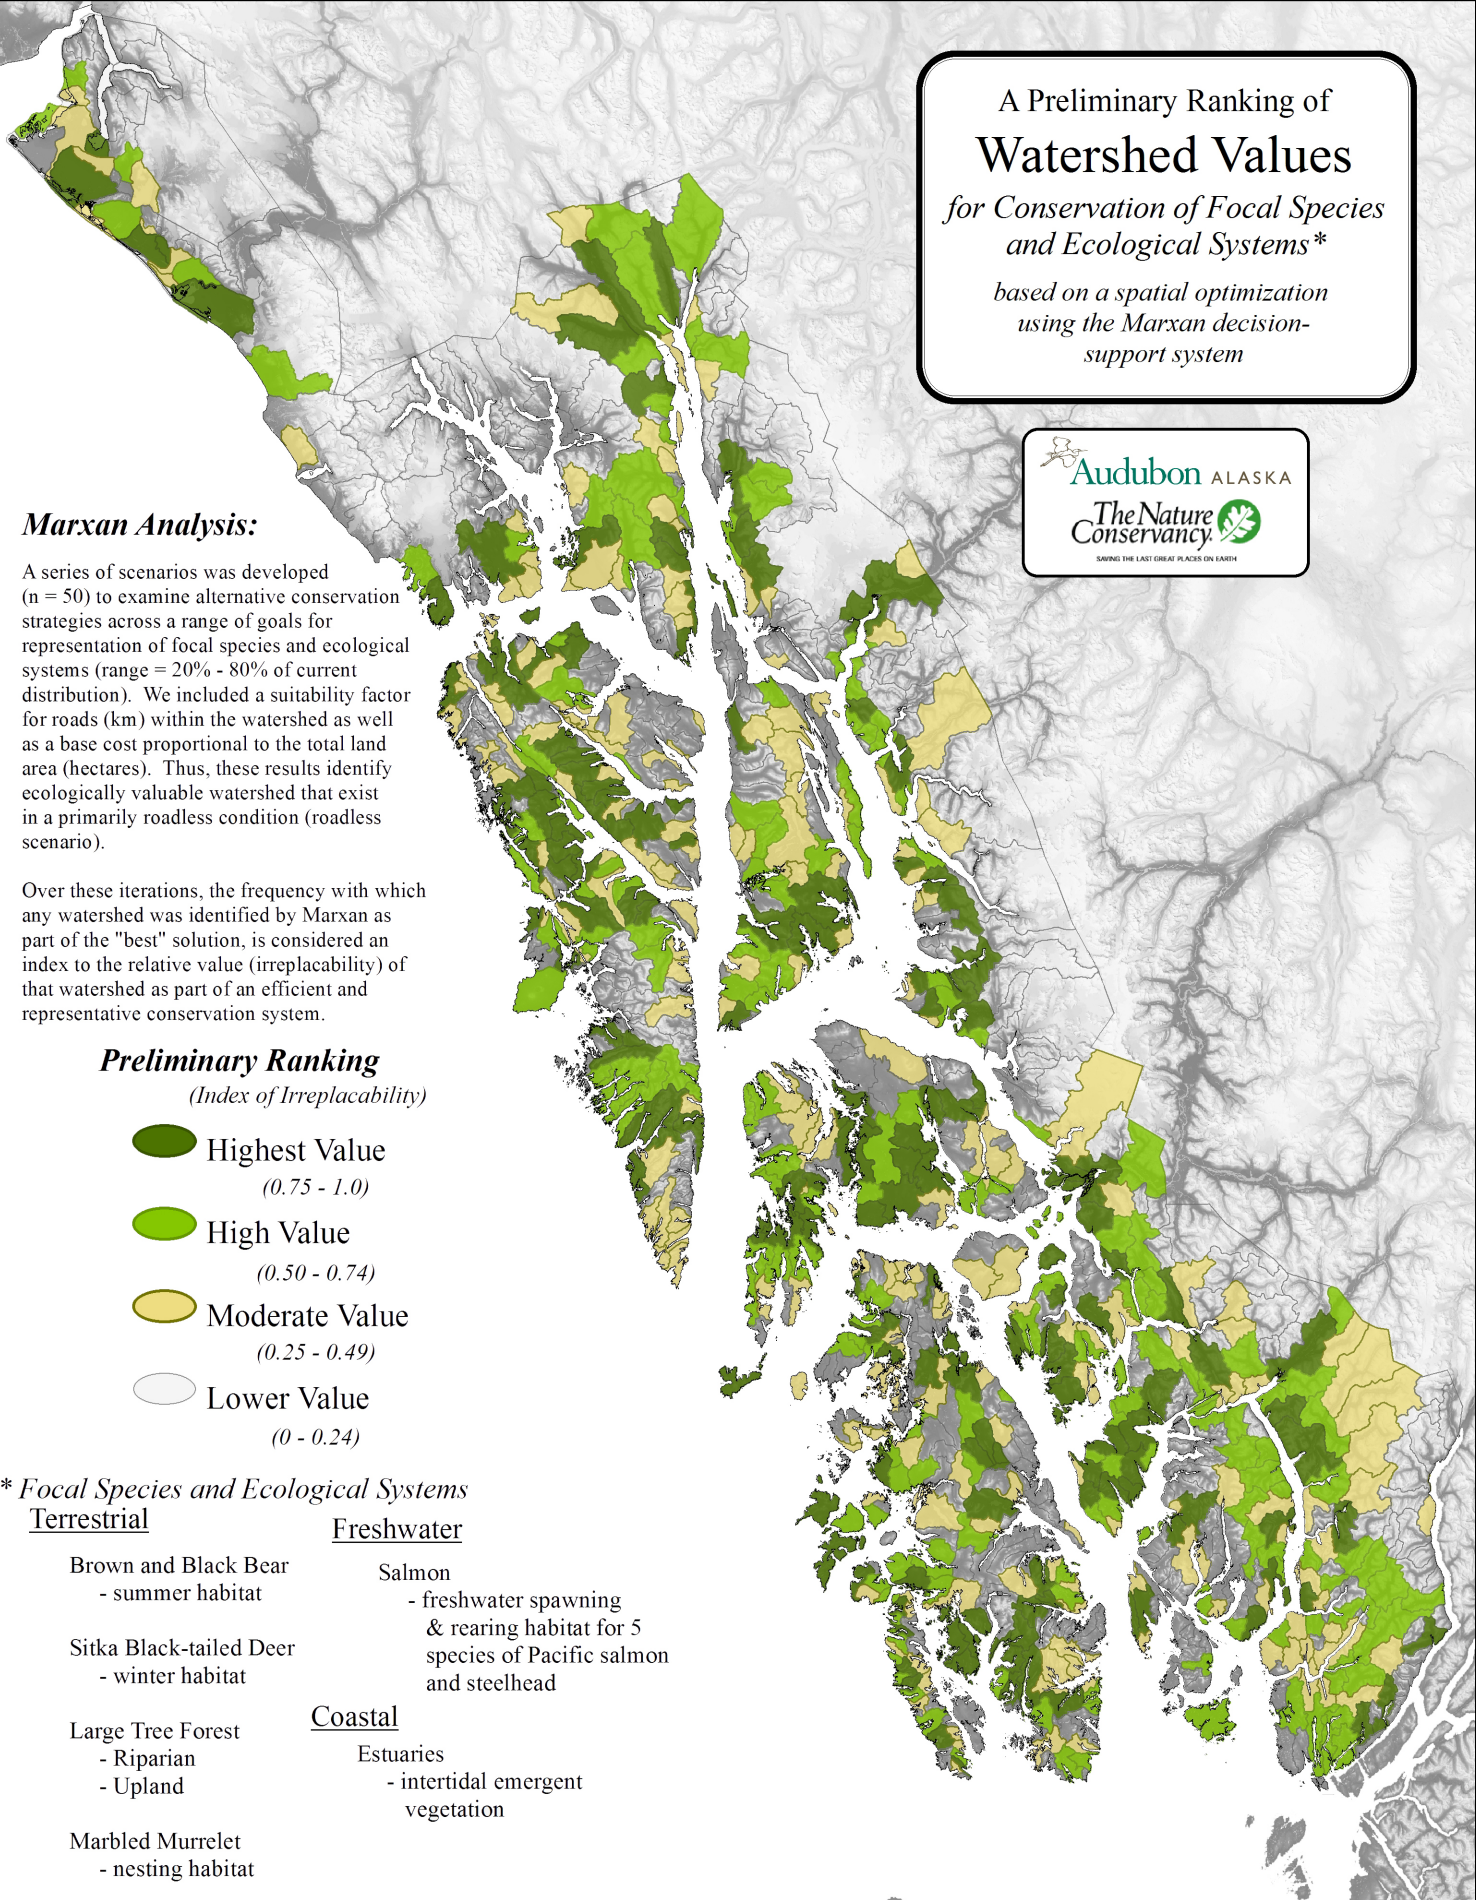 A Preliminary Ranking of
Watershed Values
for Conservation of Focal Species
and Ecological Systems*
based on a spatial optimization
using the Marxan decision-
support system
Audubon ALASKA
The Nature
Conservancy
SAVING THE LAST GREAT PLACES ON EARTH
Marxan Analysis:
A series of scenarios was developed
(n = 50) to examine alternative conservation
strategies across a range of goals for
representation of focal species and ecological
systems (range = 20% - 80% of current
distribution).  We included a suitability factor
for roads (km) within the watershed as well
as a base cost proportional to the total land
area (hectares).  Thus, these results identify
ecologically valuable watershed that exist
in a primarily roadless condition (roadless
scenario).
Over these iterations, the frequency with which
any watershed was identified by Marxan as
part of the "best" solution, is considered an
index to the relative value (irreplacability) of
that watershed as part of an efficient and
representative conservation system.
Preliminary Ranking
(Index of Irreplacability)
Highest Value
(0.75 - 1.0)
High Value
(0.50 - 0.74)
Moderate Value
(0.25 - 0.49)
Lower Value
(0 - 0.24)
* Focal Species and Ecological Systems
Terrestrial
Brown and Black Bear
- summer habitat
Sitka Black-tailed Deer
- winter habitat
Large Tree Forest
- Riparian
- Upland
Marbled Murrelet
- nesting habitat
Freshwater
Salmon
- freshwater spawning
& rearing habitat for 5
species of Pacific salmon
and steelhead
Coastal
Estuaries
- intertidal emergent
vegetation